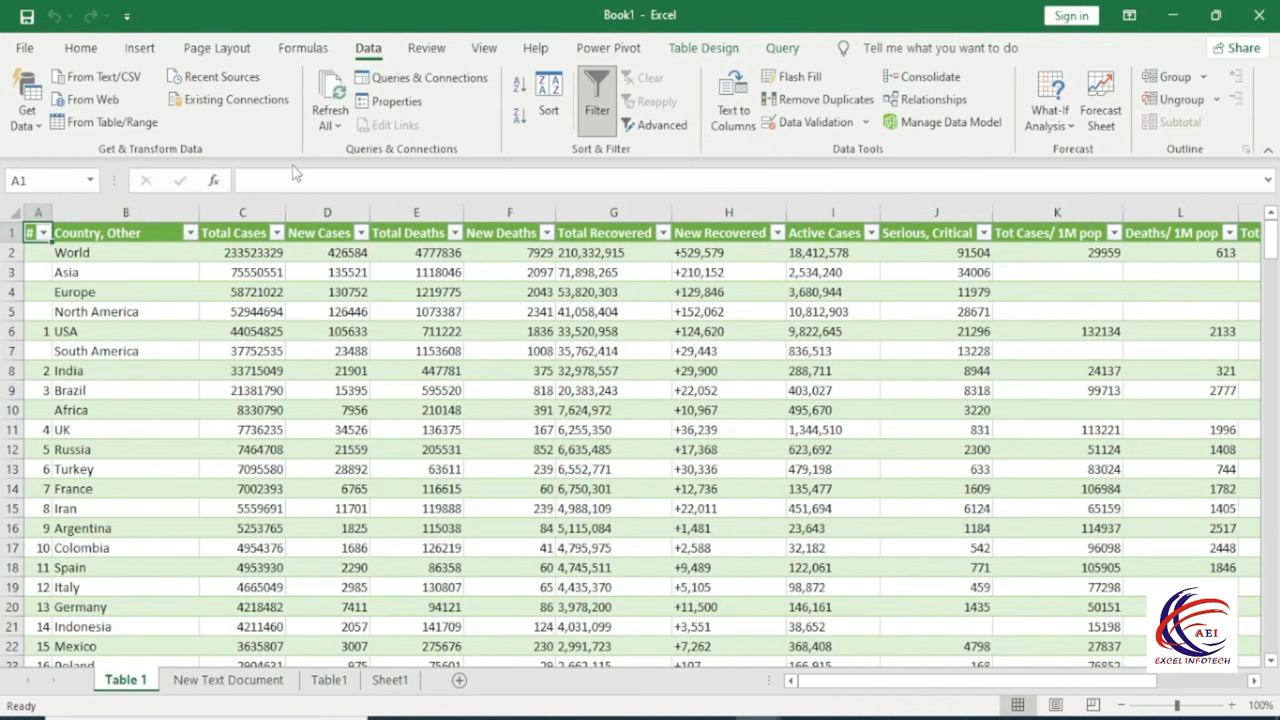 Book1 - Excel Sign in
File Home Insert Page Layout Formulas Data Review View Help Power Pivot Table Design Query Tell me what you want to do Share
Get Data From Text/CSV From Web From Table/Range Recent Sources Existing Connections
Get & Transform Data
Refresh All Queries & Connections Properties Edit Links
Queries & Connections
Sort Filter Clear Reapply Advanced
Sort & Filter
Text to Columns Flash Fill Remove Duplicates Data Validation Consolidate Relationships Manage Data Model
Data Tools
What-If Analysis Forecast Sheet
Forecast
Group Ungroup Subtotal
Outline
A1 fx
A B C D E F G H I J K L
1 # Country, Other Total Cases New Cases Total Deaths New Deaths Total Recovered New Recovered Active Cases Serious, Critical Tot Cases/ 1M pop Deaths/ 1M pop Tot
2 World 233523329 426584 4777836 7929 210,332,915 +529,579 18,412,578 91504 29959 613
3 Asia 75550551 135521 1118046 2097 71,898,265 +210,152 2,534,240 34006
4 Europe 58721022 130752 1219775 2043 53,820,303 +129,846 3,680,944 11979
5 North America 52944694 126446 1073387 2341 41,058,404 +152,062 10,812,903 28671
6 1 USA 44054825 105633 711222 1836 33,520,958 +124,620 9,822,645 21296 132134 2133
7 South America 37752535 23488 1153608 1008 35,762,414 +29,443 836,513 13228
8 2 India 33715049 21901 447781 375 32,978,557 +29,900 288,711 8944 24137 321
9 3 Brazil 21381790 15395 595520 818 20,383,243 +22,052 403,027 8318 99713 2777
10 Africa 8330790 7956 210148 391 7,624,972 +10,967 495,670 3220
11 4 UK 7736235 34526 136375 167 6,255,350 +36,239 1,344,510 831 113221 1996
12 5 Russia 7464708 21559 205531 852 6,635,485 +17,368 623,692 2300 51124 1408
13 6 Turkey 7095580 28892 63611 239 6,552,771 +30,336 479,198 633 83024 744
14 7 France 7002393 6765 116615 60 6,750,301 +12,736 135,477 1609 106984 1782
15 8 Iran 5559691 11701 119888 239 4,988,109 +22,011 451,694 6124 65159 1405
16 9 Argentina 5253765 1825 115038 84 5,115,084 +1,481 23,643 1184 114937 2517
17 10 Colombia 4954376 1686 126219 41 4,795,975 +2,588 32,182 542 96098 2448
18 11 Spain 4953930 2290 86358 60 4,745,511 +9,489 122,061 771 105905 1846
19 12 Italy 4665049 2985 130807 65 4,435,370 +5,105 98,872 459 77298
20 13 Germany 4218482 7411 94121 86 3,978,200 +11,500 146,161 1435 50151
21 14 Indonesia 4211460 2057 141709 124 4,031,099 +3,551 38,652 15198
22 15 Mexico 3635807 3007 275676 230 2,991,723 +7,262 368,408 4798 27837
23 16 Poland 2904631 975 75601 29 2,662,115 +107 166,915 168 76852
AEI
EXCEL INFOTECH
Table 1 New Text Document Table1 Sheet1
Ready 100%